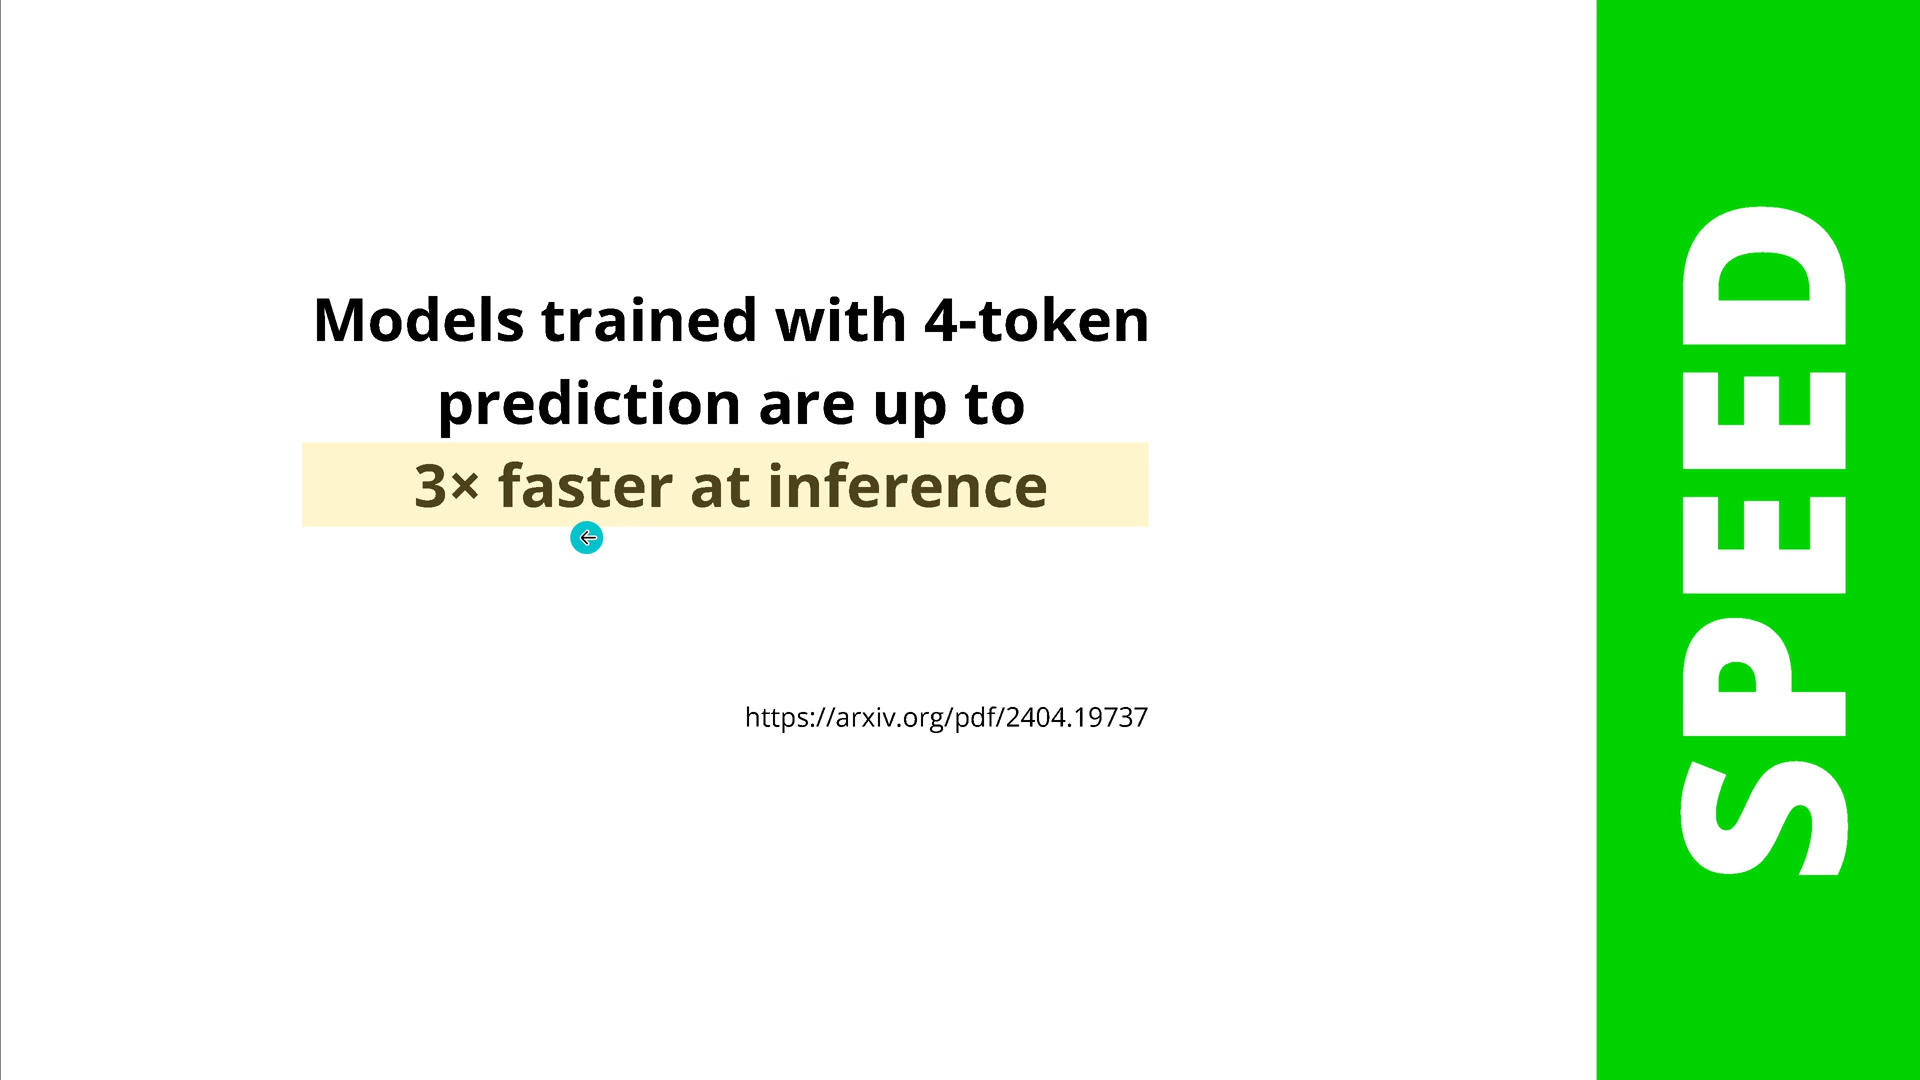 Models trained with 4-token
prediction are up to
3× faster at inference
https://arxiv.org/pdf/2404.19737
SPEED